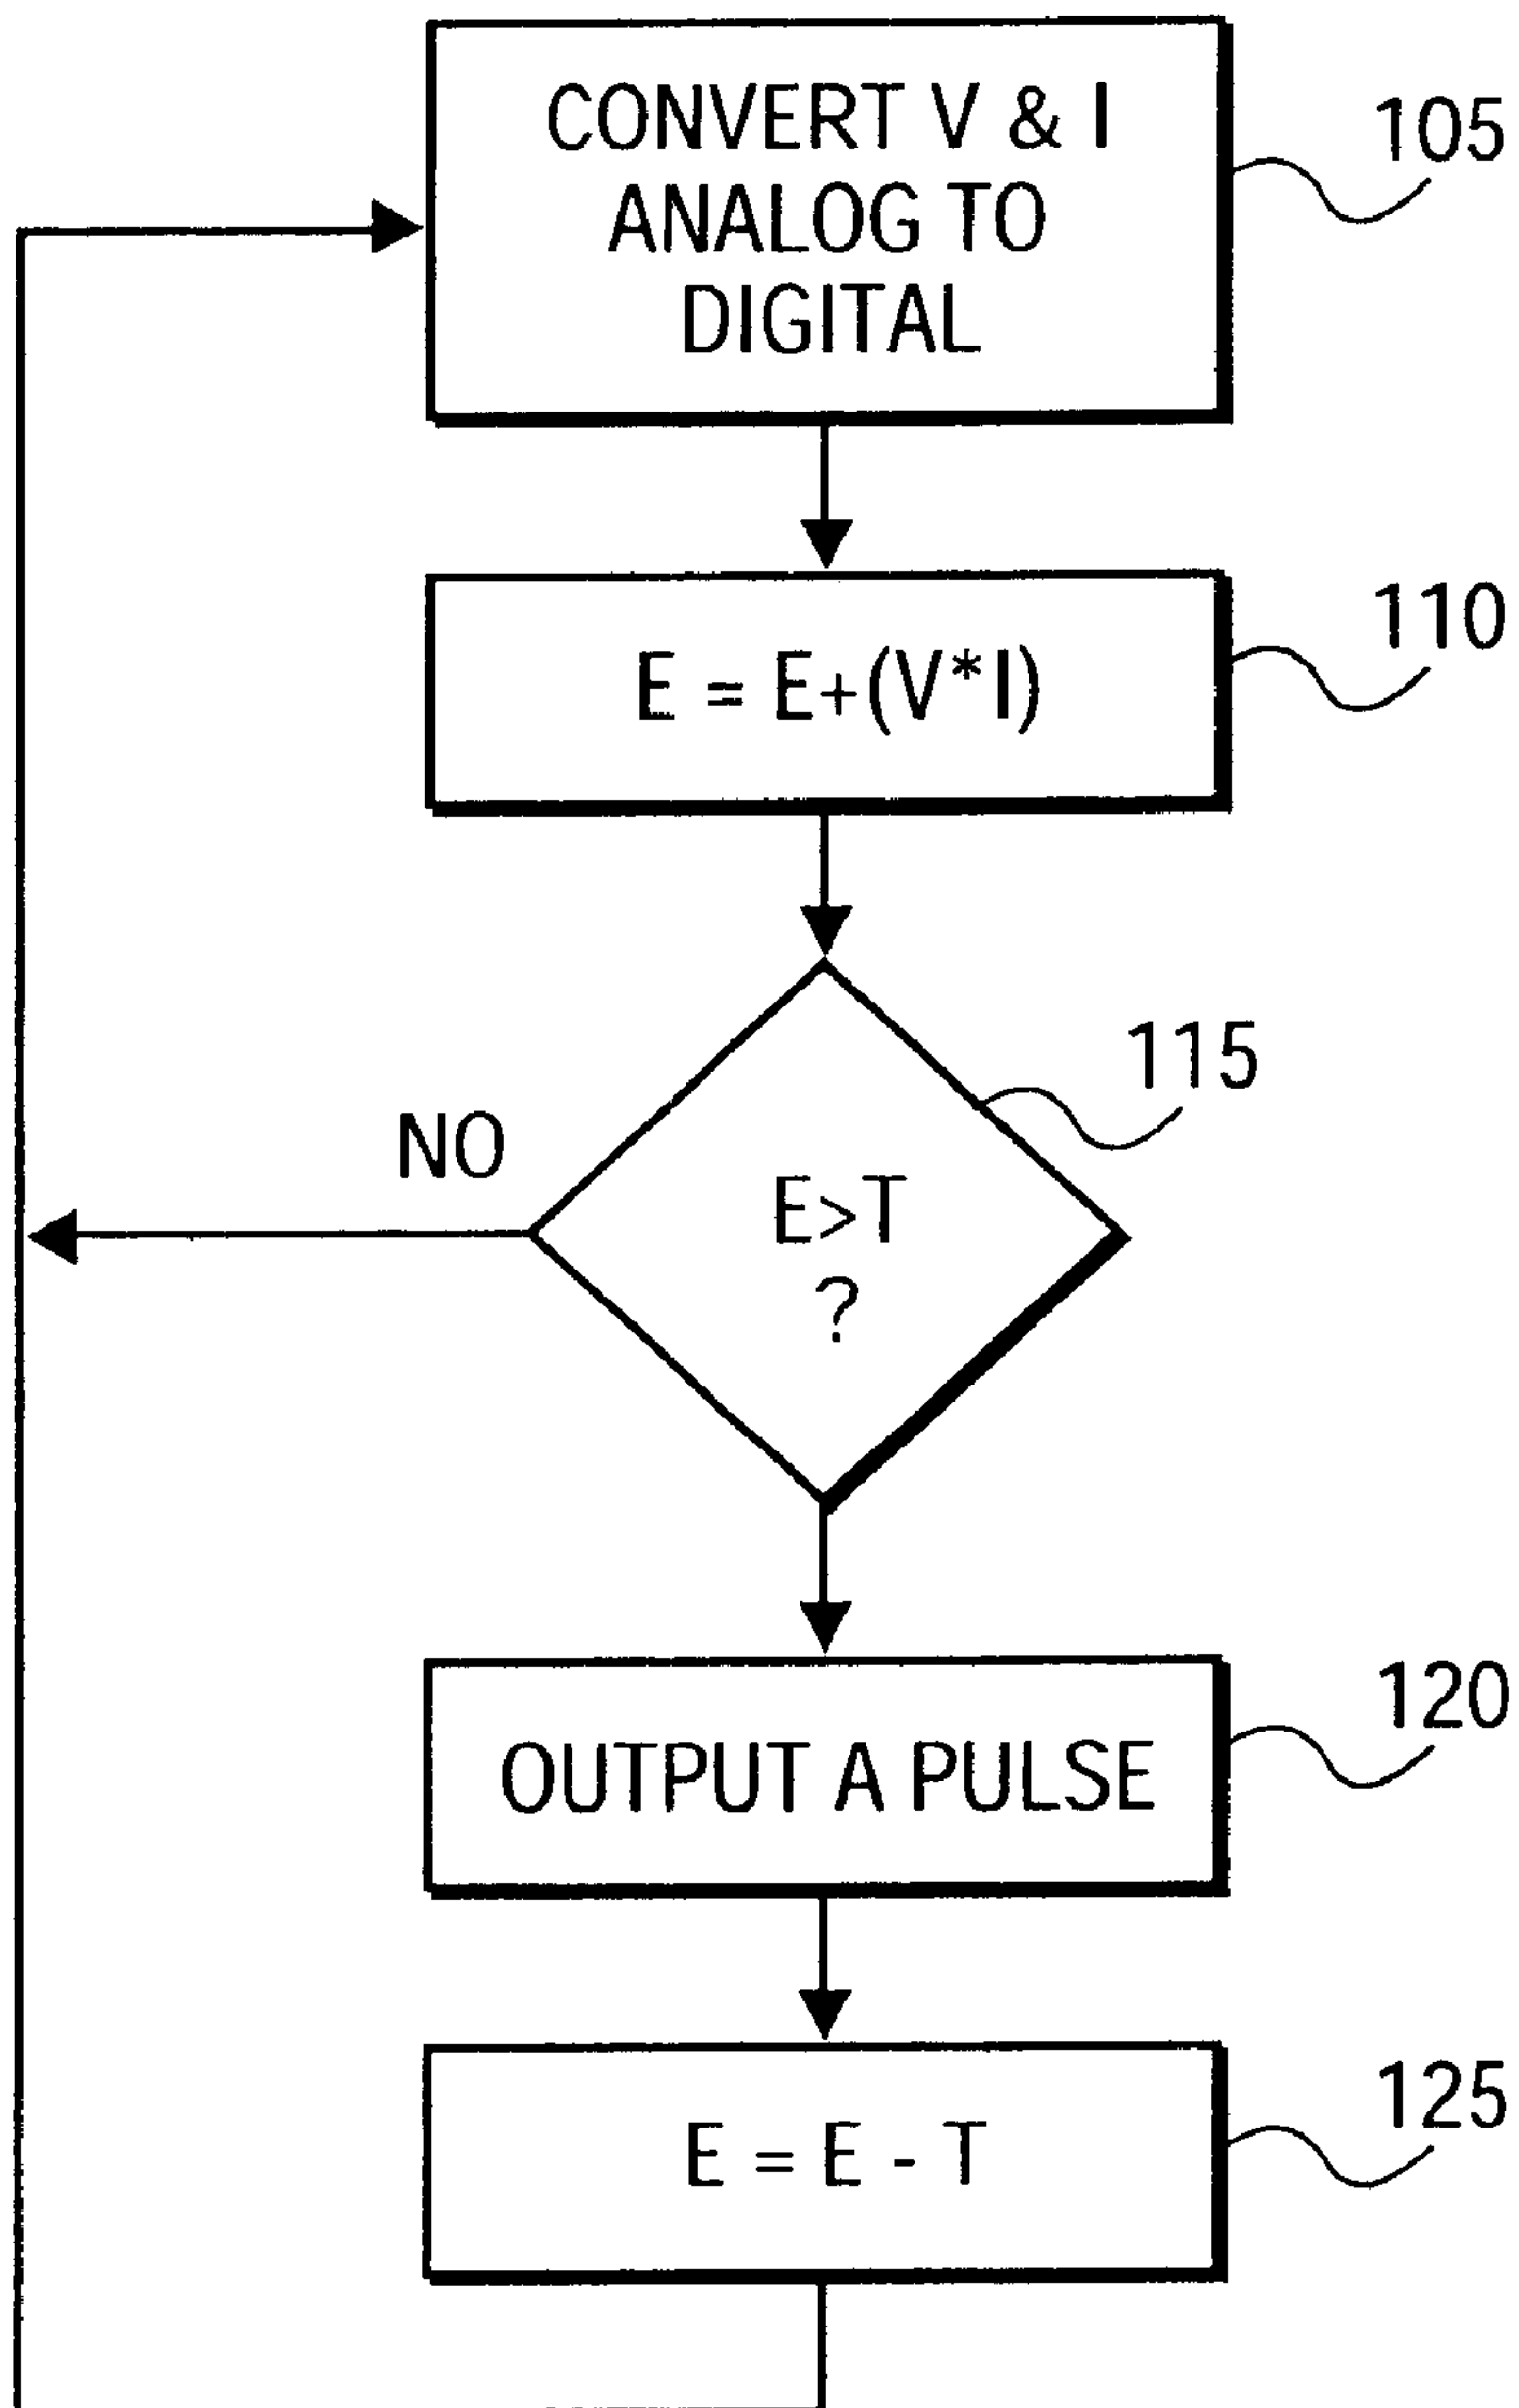 CONVERT V & I
ANALOG TO
DIGITAL
105
E = E+(V*I)
110
115
NO
E>T
?
OUTPUT A PULSE
120
E = E - T
125